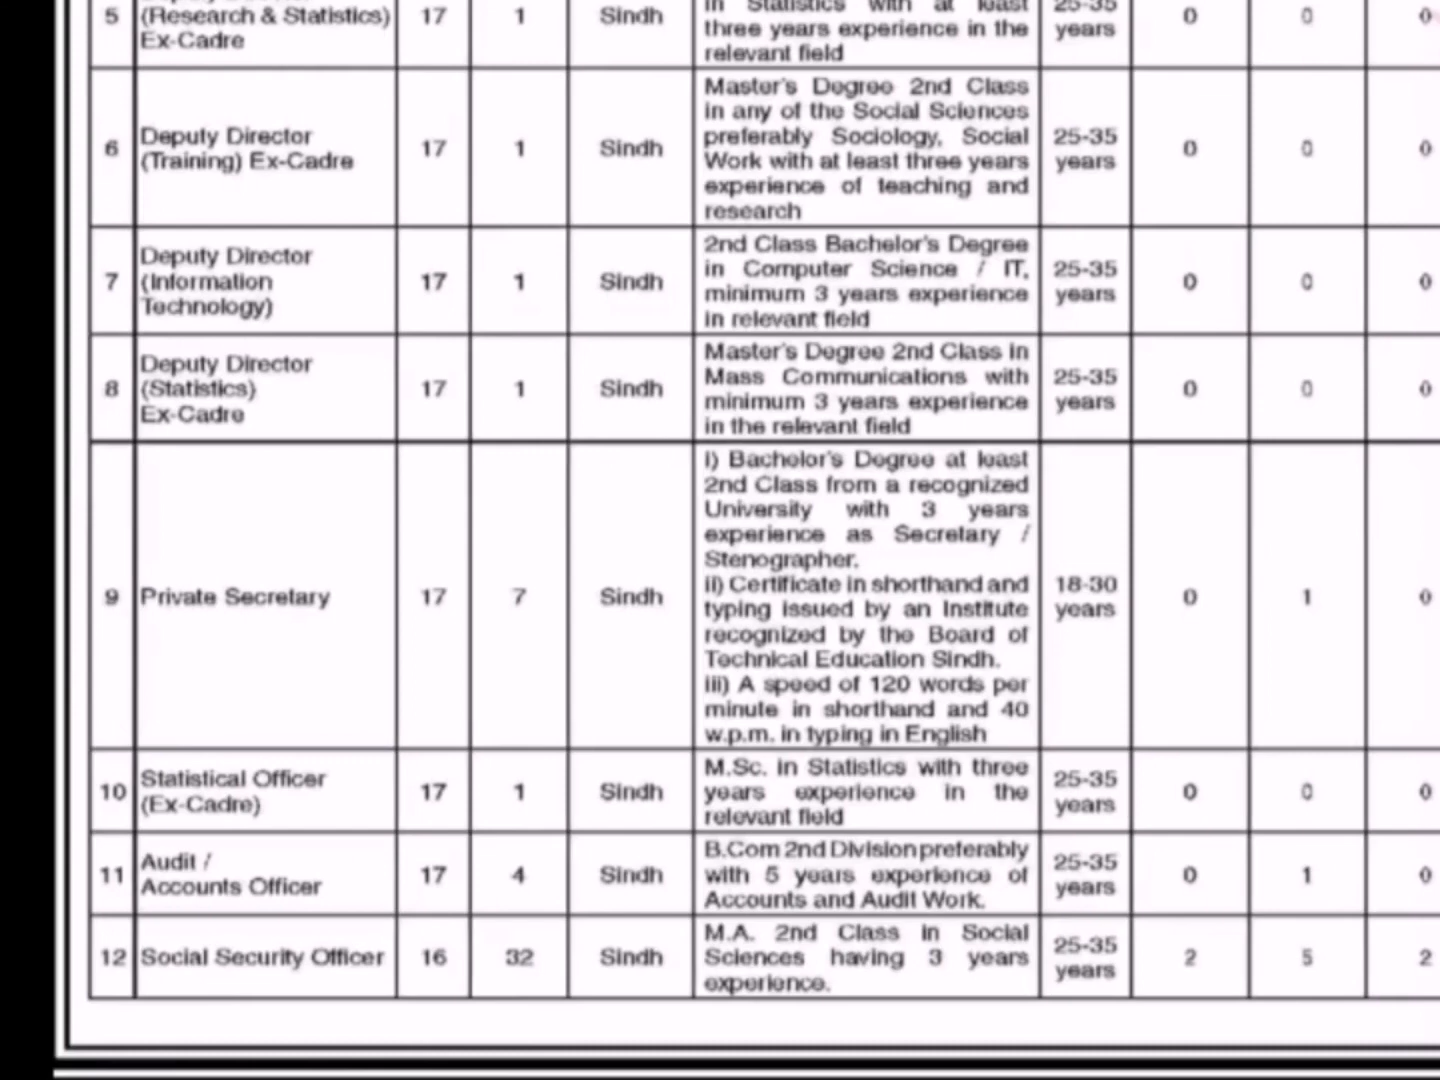 5
(Research & Statistics)
Ex-Cadre
17
1
Sindh
in Statistics with at least
three years experience in the
relevant field
25-35
years
0
0
0
6
Deputy Director
(Training) Ex-Cadre
17
1
Sindh
Master's Degree 2nd Class
in any of the Social Sciences
preferably Sociology, Social
Work with at least three years
experience of teaching and
research
25-35
years
0
0
0
7
Deputy Director
(Information
Technology)
17
1
Sindh
2nd Class Bachelor's Degree
in Computer Science / IT,
minimum 3 years experience
in relevant field
25-35
years
0
0
0
8
Deputy Director
(Statistics)
Ex-Cadre
17
1
Sindh
Master's Degree 2nd Class in
Mass Communications with
minimum 3 years experience
in the relevant field
25-35
years
0
0
0
9
Private Secretary
17
7
Sindh
i) Bachelor's Degree at least
2nd Class from a recognized
University with 3 years
experience as Secretary /
Stenographer.
ii) Certificate in shorthand and
typing issued by an Institute
recognized by the Board of
Technical Education Sindh.
iii) A speed of 120 words per
minute in shorthand and 40
w.p.m. in typing in English
18-30
years
0
1
0
10
Statistical Officer
(Ex-Cadre)
17
1
Sindh
M.Sc. in Statistics with three
years experience in the
relevant field
25-35
years
0
0
0
11
Audit /
Accounts Officer
17
4
Sindh
B.Com 2nd Division preferably
with 5 years experience of
Accounts and Audit Work.
25-35
years
0
1
0
12
Social Security Officer
16
32
Sindh
M.A. 2nd Class in Social
Sciences having 3 years
experience.
25-35
years
2
5
2